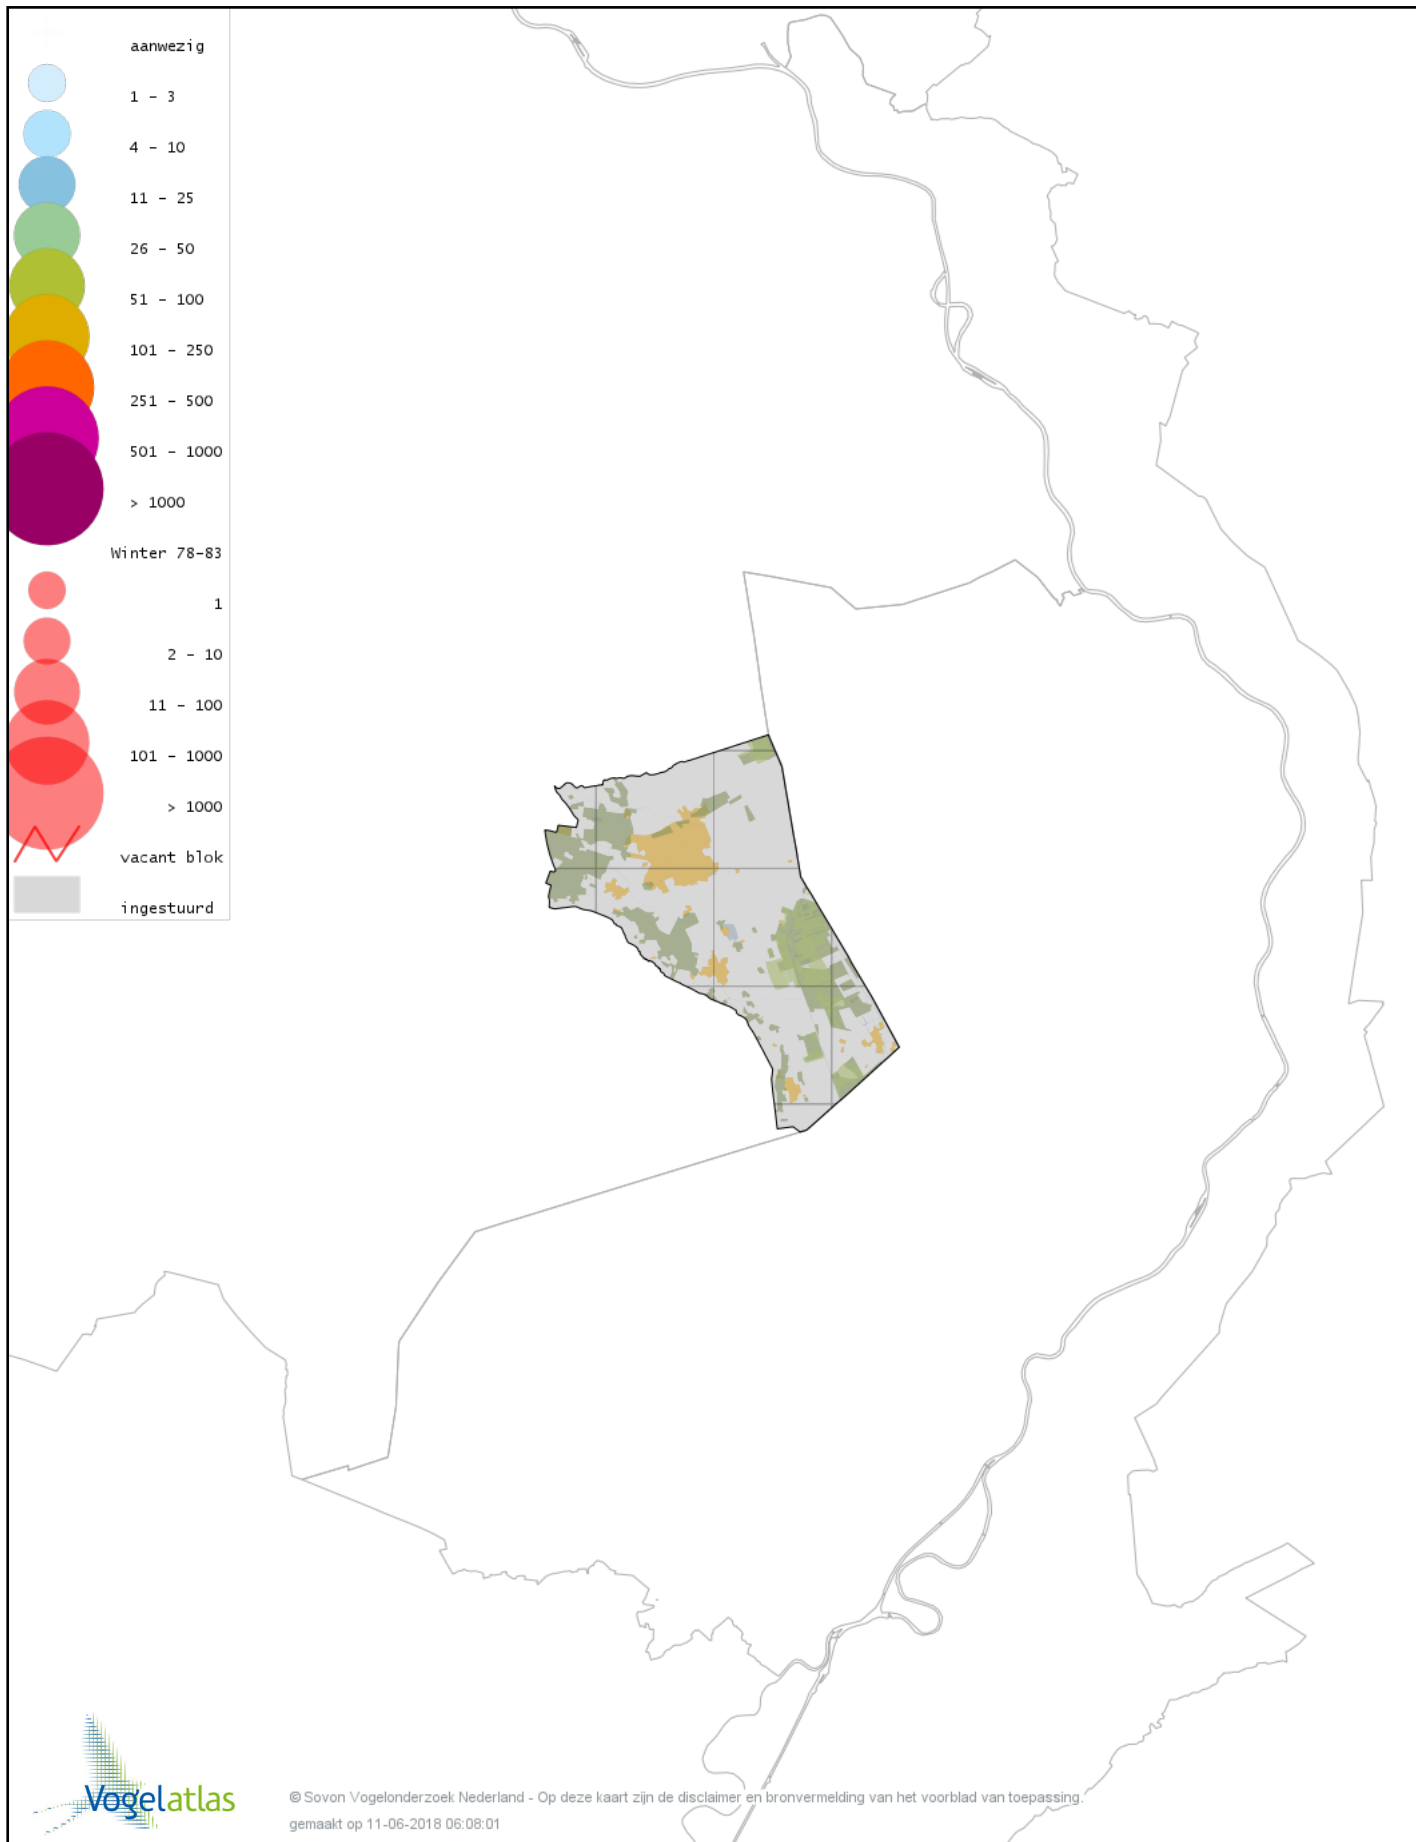 aanwezig
1 - 3
4 - 10
11 - 25
26 - 50
51 - 100
101 - 250
251 - 500
501 - 1000
> 1000
Winter 78-83
1
2 - 10
11 - 100
101 - 1000
> 1000
vacant blok
ingestuurd
Vogelatlas
© Sovon Vogelonderzoek Nederland - Op deze kaart zijn de disclaimer en bronvermelding van het voorblad van toepassing.
gemaakt op 11-06-2018 06:08:01